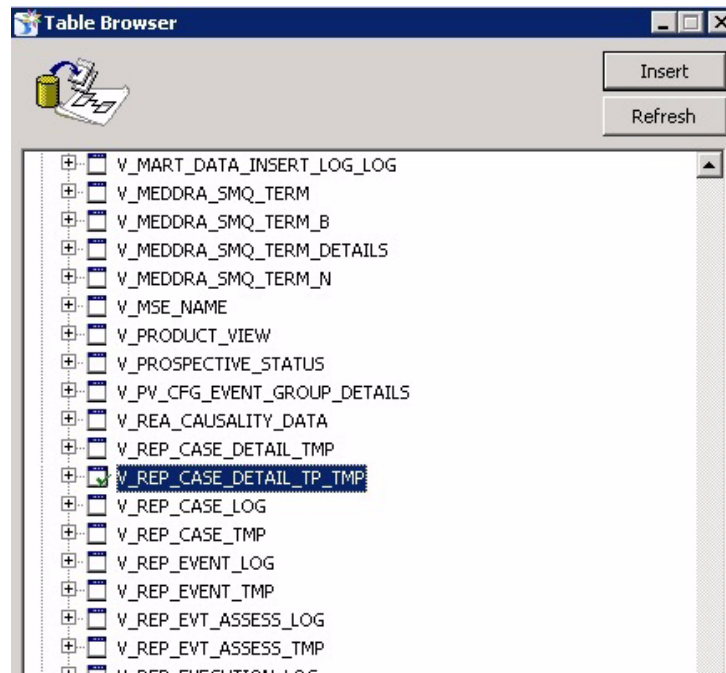 Table Browser
Insert
Refresh
V_MART_DATA_INSERT_LOG_LOG
V_MEDDRA_SMQ_TERM
V_MEDDRA_SMQ_TERM_B
V_MEDDRA_SMQ_TERM_DETAILS
V_MEDDRA_SMQ_TERM_N
V_MSE_NAME
V_PRODUCT_VIEW
V_PROSPECTIVE_STATUS
V_PV_CFG_EVENT_GROUP_DETAILS
V_REA_CAUSALITY_DATA
V_REP_CASE_DETAIL_TMP
V_REP_CASE_DETAIL_TP_TMP
V_REP_CASE_LOG
V_REP_CASE_TMP
V_REP_EVENT_LOG
V_REP_EVENT_TMP
V_REP_EVT_ASSESS_LOG
V_REP_EVT_ASSESS_TMP
V_REP_EXECUTION_LOG